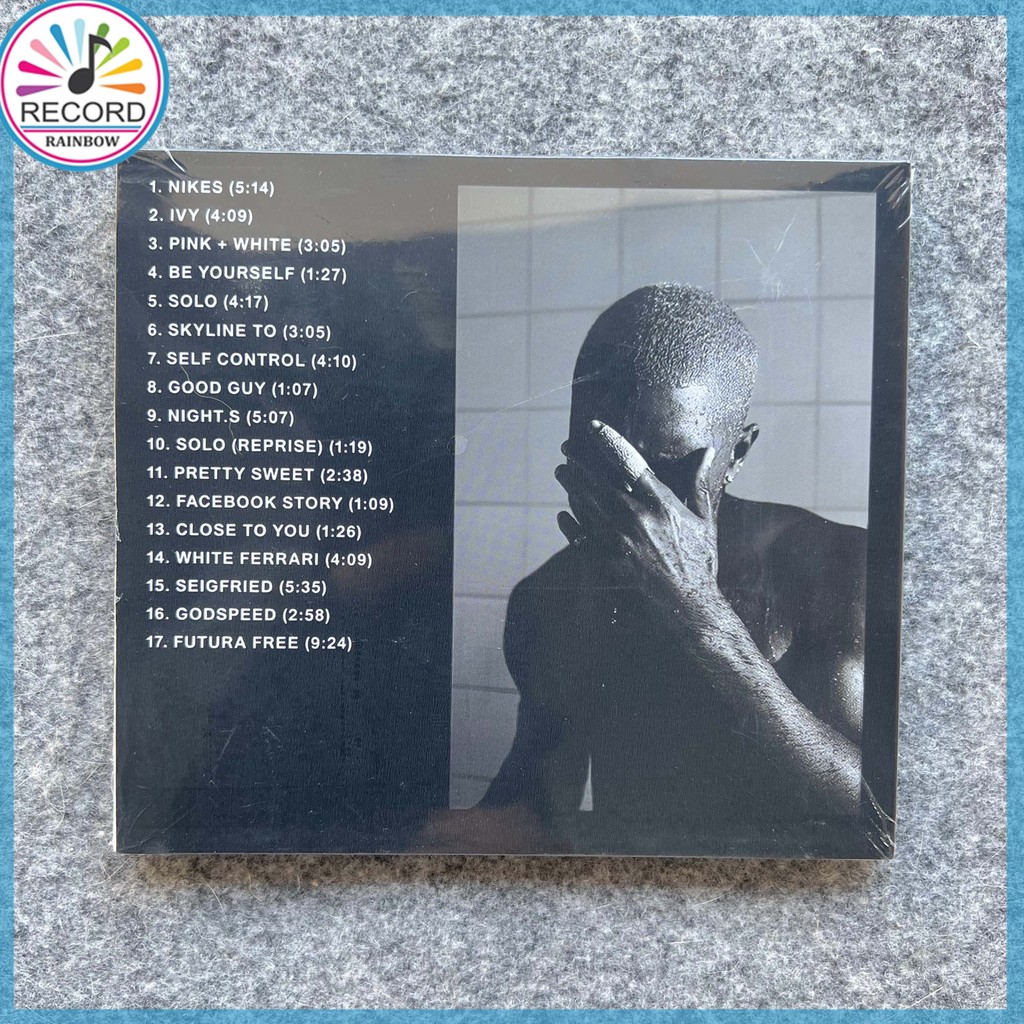 RECORD
RAINBOW
1. NIKES (5:14)
2. IVY (4:09)
3. PINK + WHITE (3:05)
4. BE YOURSELF (1:27)
5. SOLO (4:17)
6. SKYLINE TO (3:05)
7. SELF CONTROL (4:10)
8. GOOD GUY (1:07)
9. NIGHT.S (5:07)
10. SOLO (REPRISE) (1:19)
11. PRETTY SWEET (2:38)
12. FACEBOOK STORY (1:09)
13. CLOSE TO YOU (1:26)
14. WHITE FERRARI (4:09)
15. SEIGFRIED (5:35)
16. GODSPEED (2:58)
17. FUTURA FREE (9:24)